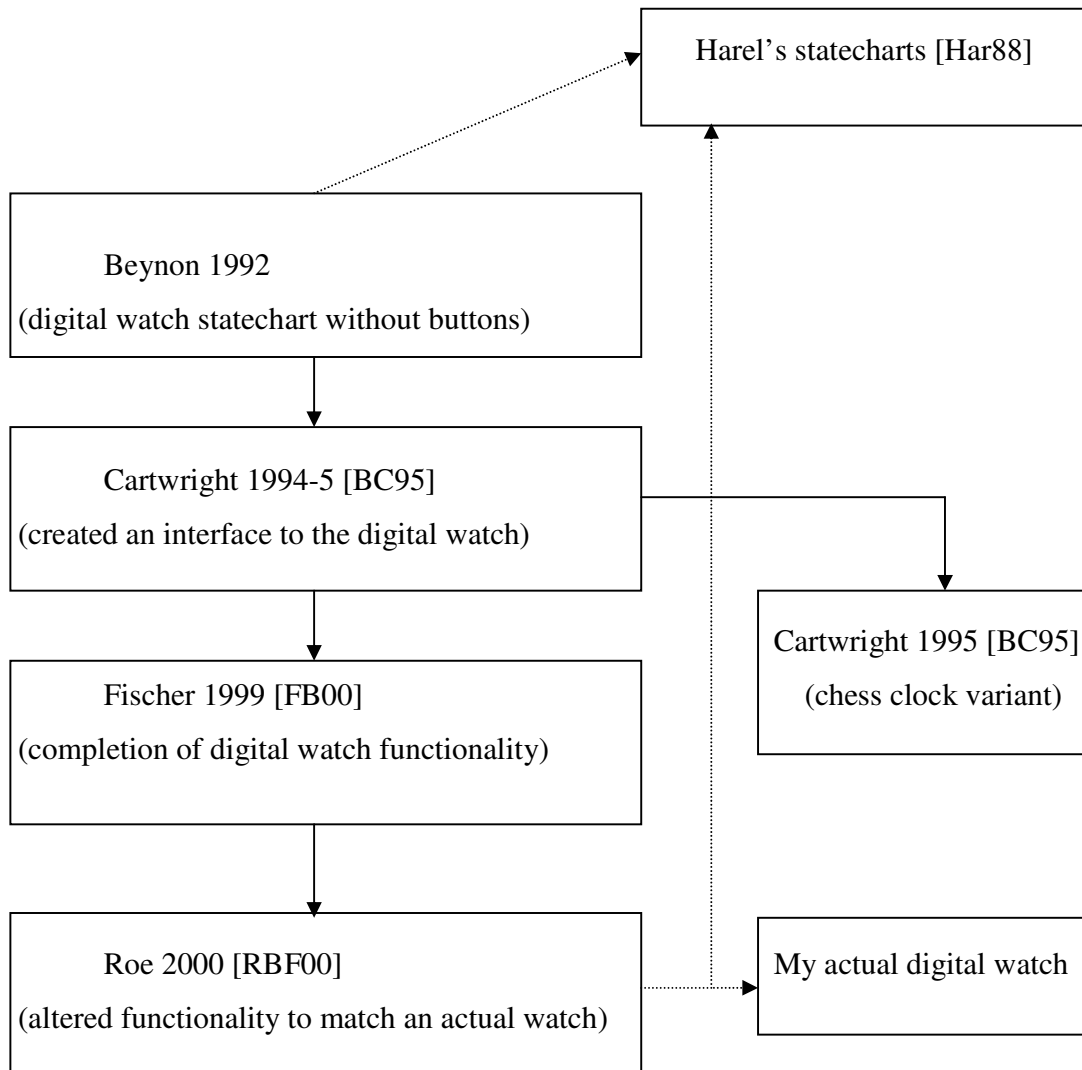 Harel’s statecharts [Har88]
Beynon 1992
(digital watch statechart without buttons)
Cartwright 1994-5 [BC95]
(created an interface to the digital watch)
Cartwright 1995 [BC95]
(chess clock variant)
Fischer 1999 [FB00]
(completion of digital watch functionality)
Roe 2000 [RBF00]
(altered functionality to match an actual watch)
My actual digital watch